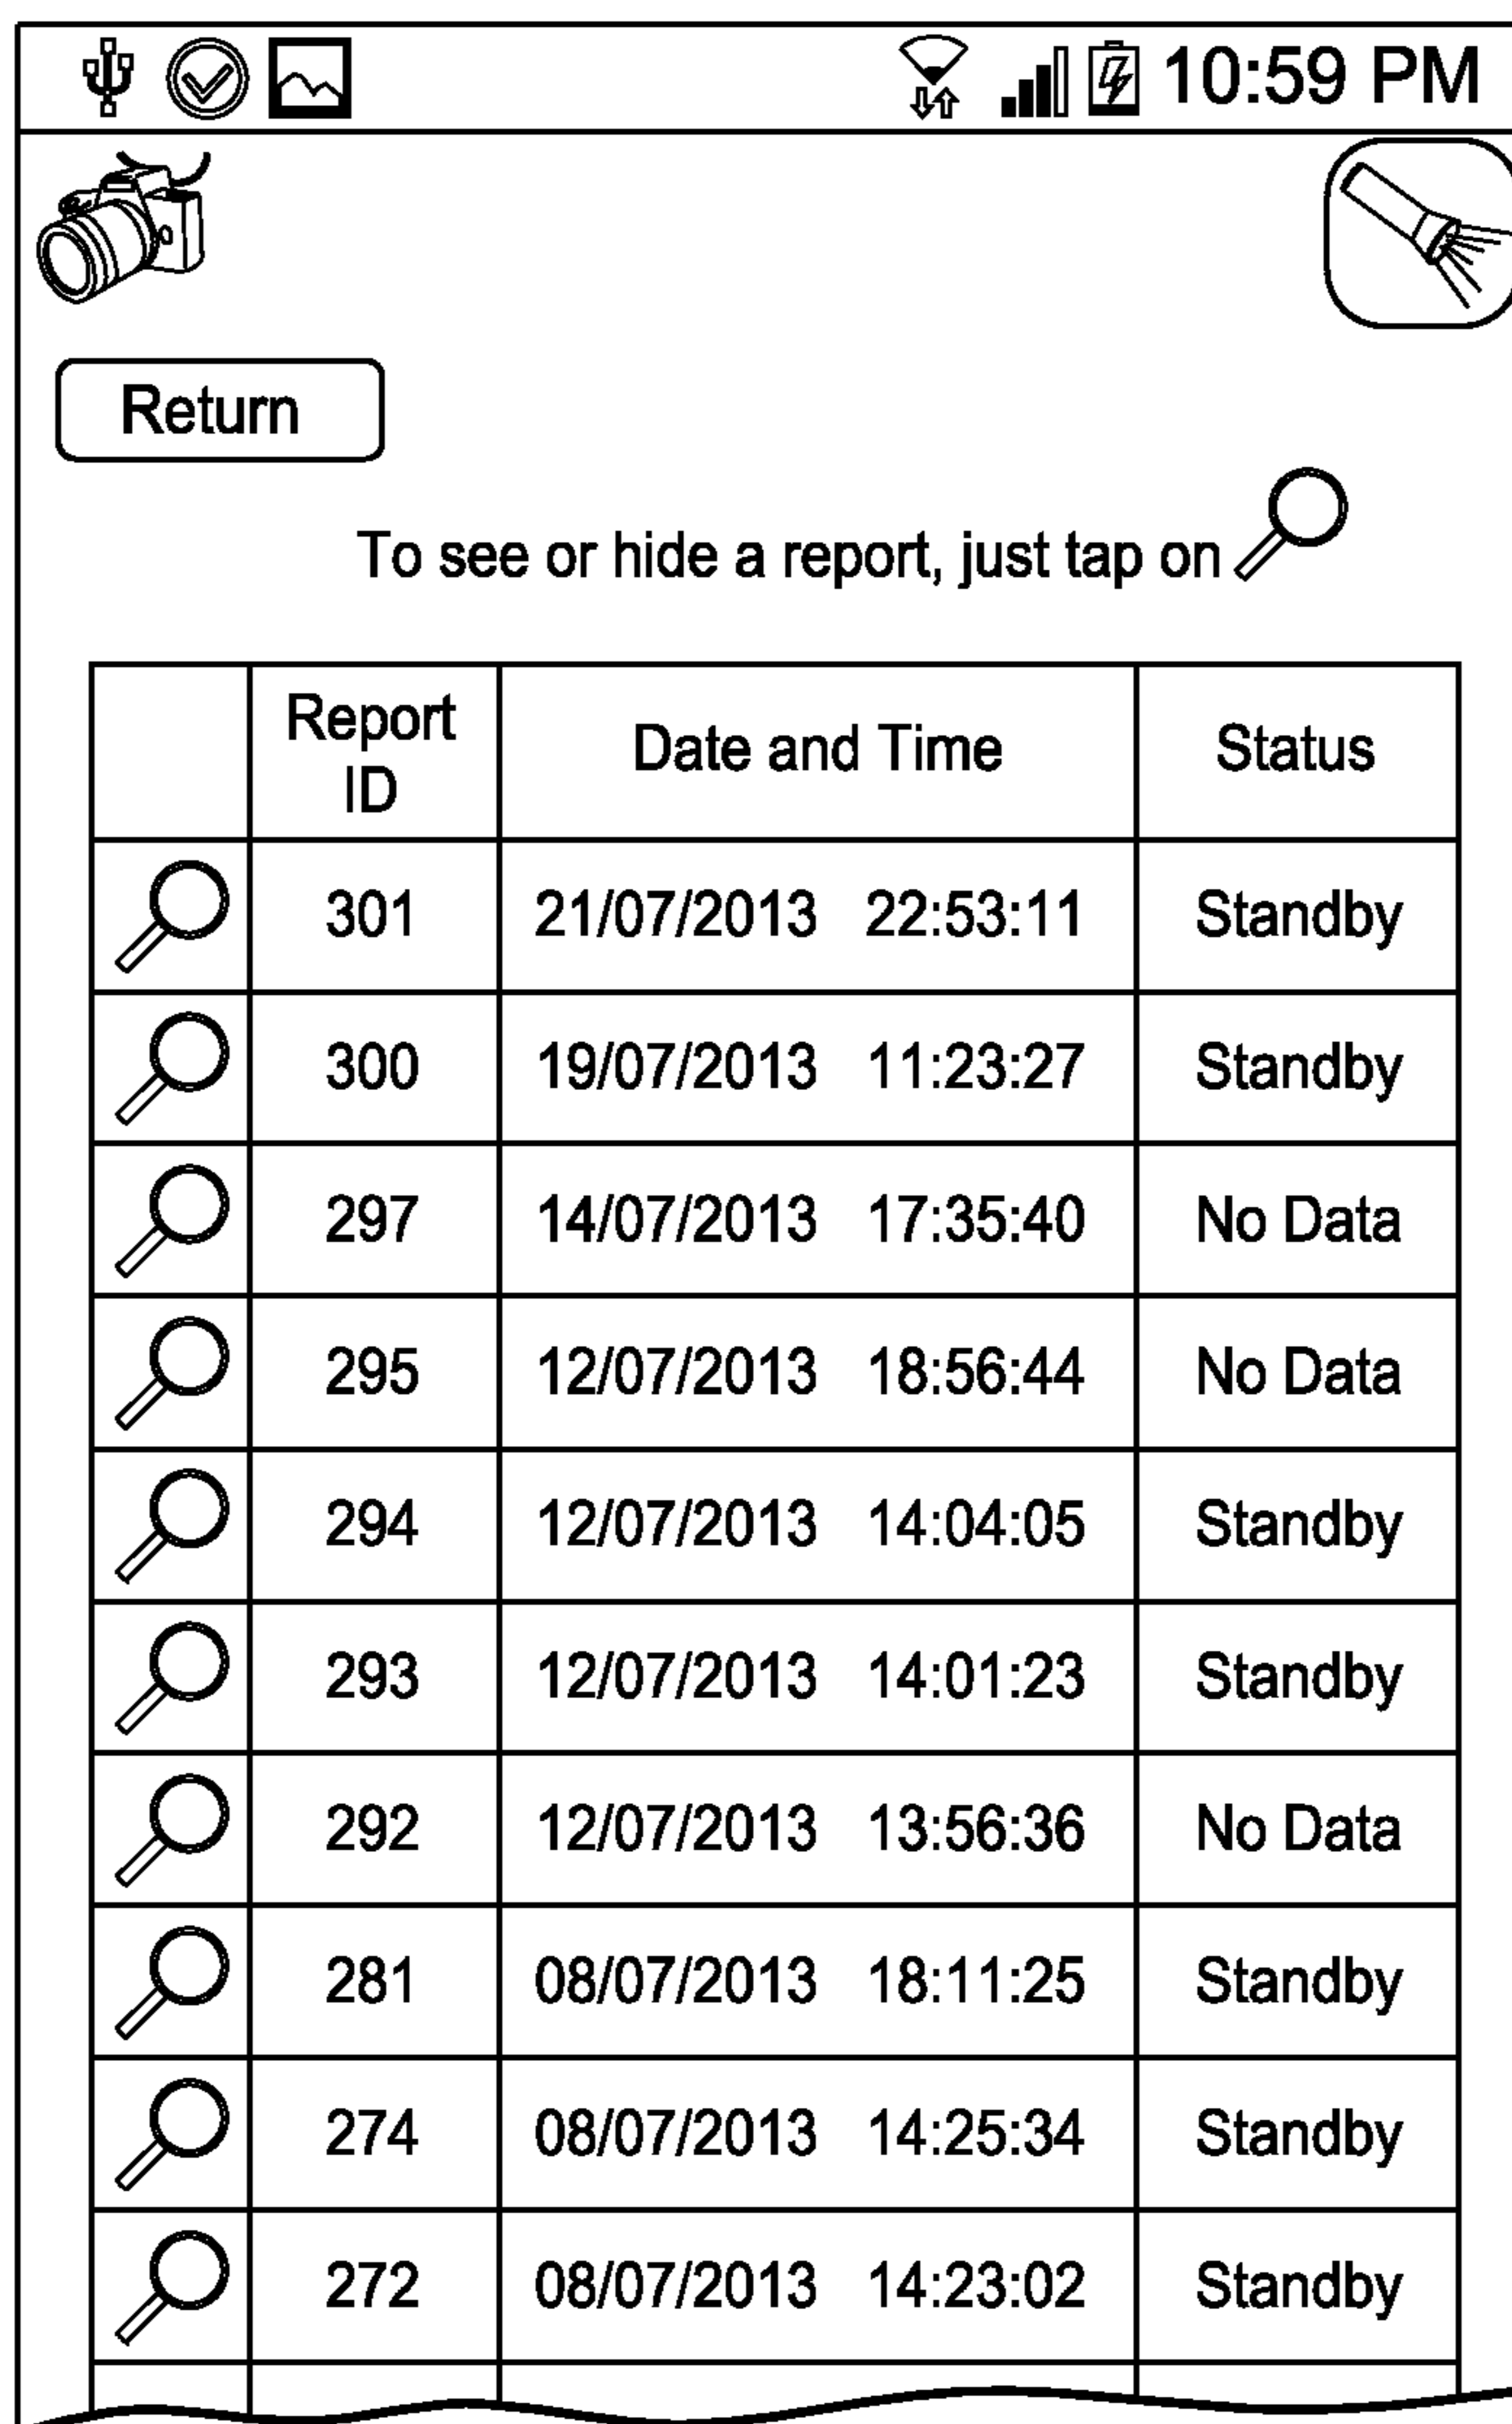 10:59 PM
Return
To see or hide a report, just tap on
Report ID Date and Time Status
301 21/07/2013 22:53:11 Standby
300 19/07/2013 11:23:27 Standby
297 14/07/2013 17:35:40 No Data
295 12/07/2013 18:56:44 No Data
294 12/07/2013 14:04:05 Standby
293 12/07/2013 14:01:23 Standby
292 12/07/2013 13:56:36 No Data
281 08/07/2013 18:11:25 Standby
274 08/07/2013 14:25:34 Standby
272 08/07/2013 14:23:02 Standby